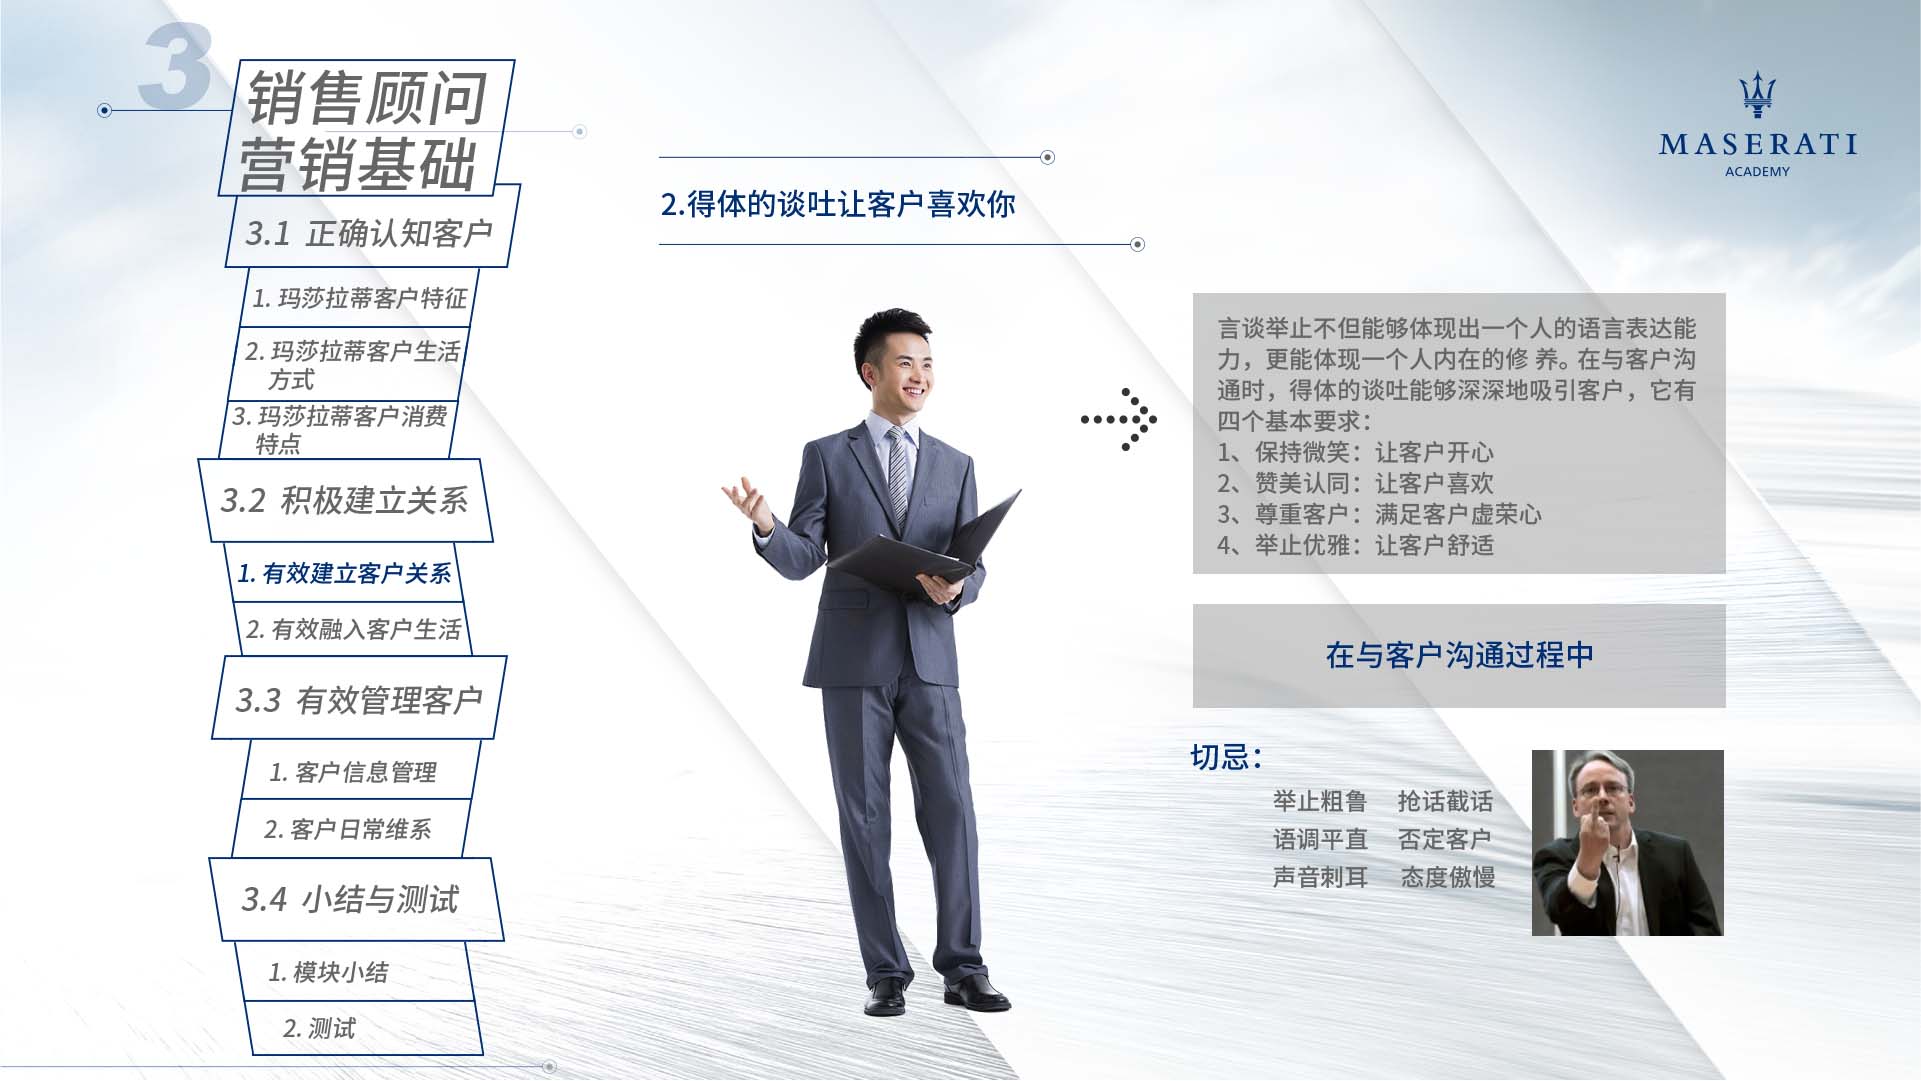 3
销售顾问
营销基础
3.1 正确认知客户
1. 玛莎拉蒂客户特征
2. 玛莎拉蒂客户生活
方式
3. 玛莎拉蒂客户消费
特点
3.2 积极建立关系
1. 有效建立客户关系
2. 有效融入客户生活
3.3 有效管理客户
1. 客户信息管理
2. 客户日常维系
3.4 小结与测试
1. 模块小结
2. 测试
2.得体的谈吐让客户喜欢你
MASERATI
ACADEMY
言谈举止不但能够体现出一个人的语言表达能
力，更能体现一个人内在的修 养。在与客户沟
通时，得体的谈吐能够深深地吸引客户，它有
四个基本要求：
1、保持微笑：让客户开心
2、赞美认同：让客户喜欢
3、尊重客户：满足客户虚荣心
4、举止优雅：让客户舒适
在与客户沟通过程中
切忌：
举止粗鲁 抢话截话
语调平直 否定客户
声音刺耳 态度傲慢